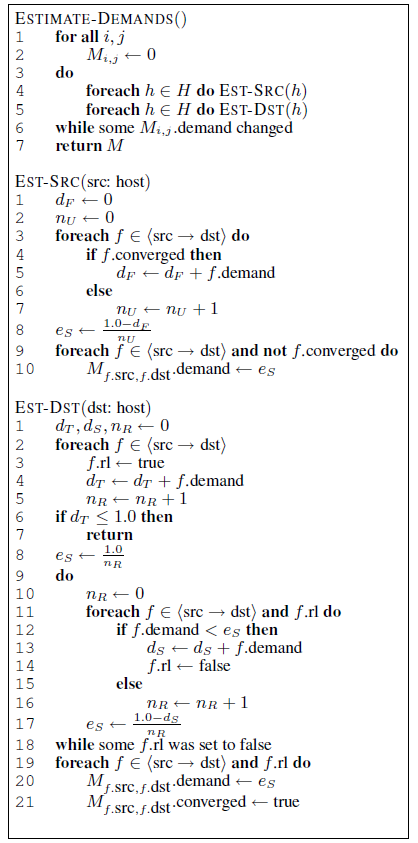 ESTIMATE-DEMANDS()
1 for all i, j
2 M_{i,j} ← 0
3 do
4 foreach h ∈ H do EST-SRC(h)
5 foreach h ∈ H do EST-DST(h)
6 while some M_{i,j}.demand changed
7 return M
EST-SRC(src: host)
1 d_F ← 0
2 n_U ← 0
3 foreach f ∈ ⟨src → dst⟩ do
4 if f.converged then
5 d_F ← d_F + f.demand
6 else
7 n_U ← n_U + 1
8 e_S ← \frac{1.0−d_F}{n_U}
9 foreach f ∈ ⟨src → dst⟩ and not f.converged do
10 M_{f.src,f.dst}.demand ← e_S
EST-DST(dst: host)
1 d_T, d_S, n_R ← 0
2 foreach f ∈ ⟨src → dst⟩
3 f.rl ← true
4 d_T ← d_T + f.demand
5 n_R ← n_R + 1
6 if d_T ≤ 1.0 then
7 return
8 e_S ← \frac{1.0}{n_R}
9 do
10 n_R ← 0
11 foreach f ∈ ⟨src → dst⟩ and f.rl do
12 if f.demand < e_S then
13 d_S ← d_S + f.demand
14 f.rl ← false
15 else
16 n_R ← n_R + 1
17 e_S ← \frac{1.0−d_S}{n_R}
18 while some f.rl was set to false
19 foreach f ∈ ⟨src → dst⟩ and f.rl do
20 M_{f.src,f.dst}.demand ← e_S
21 M_{f.src,f.dst}.converged ← true